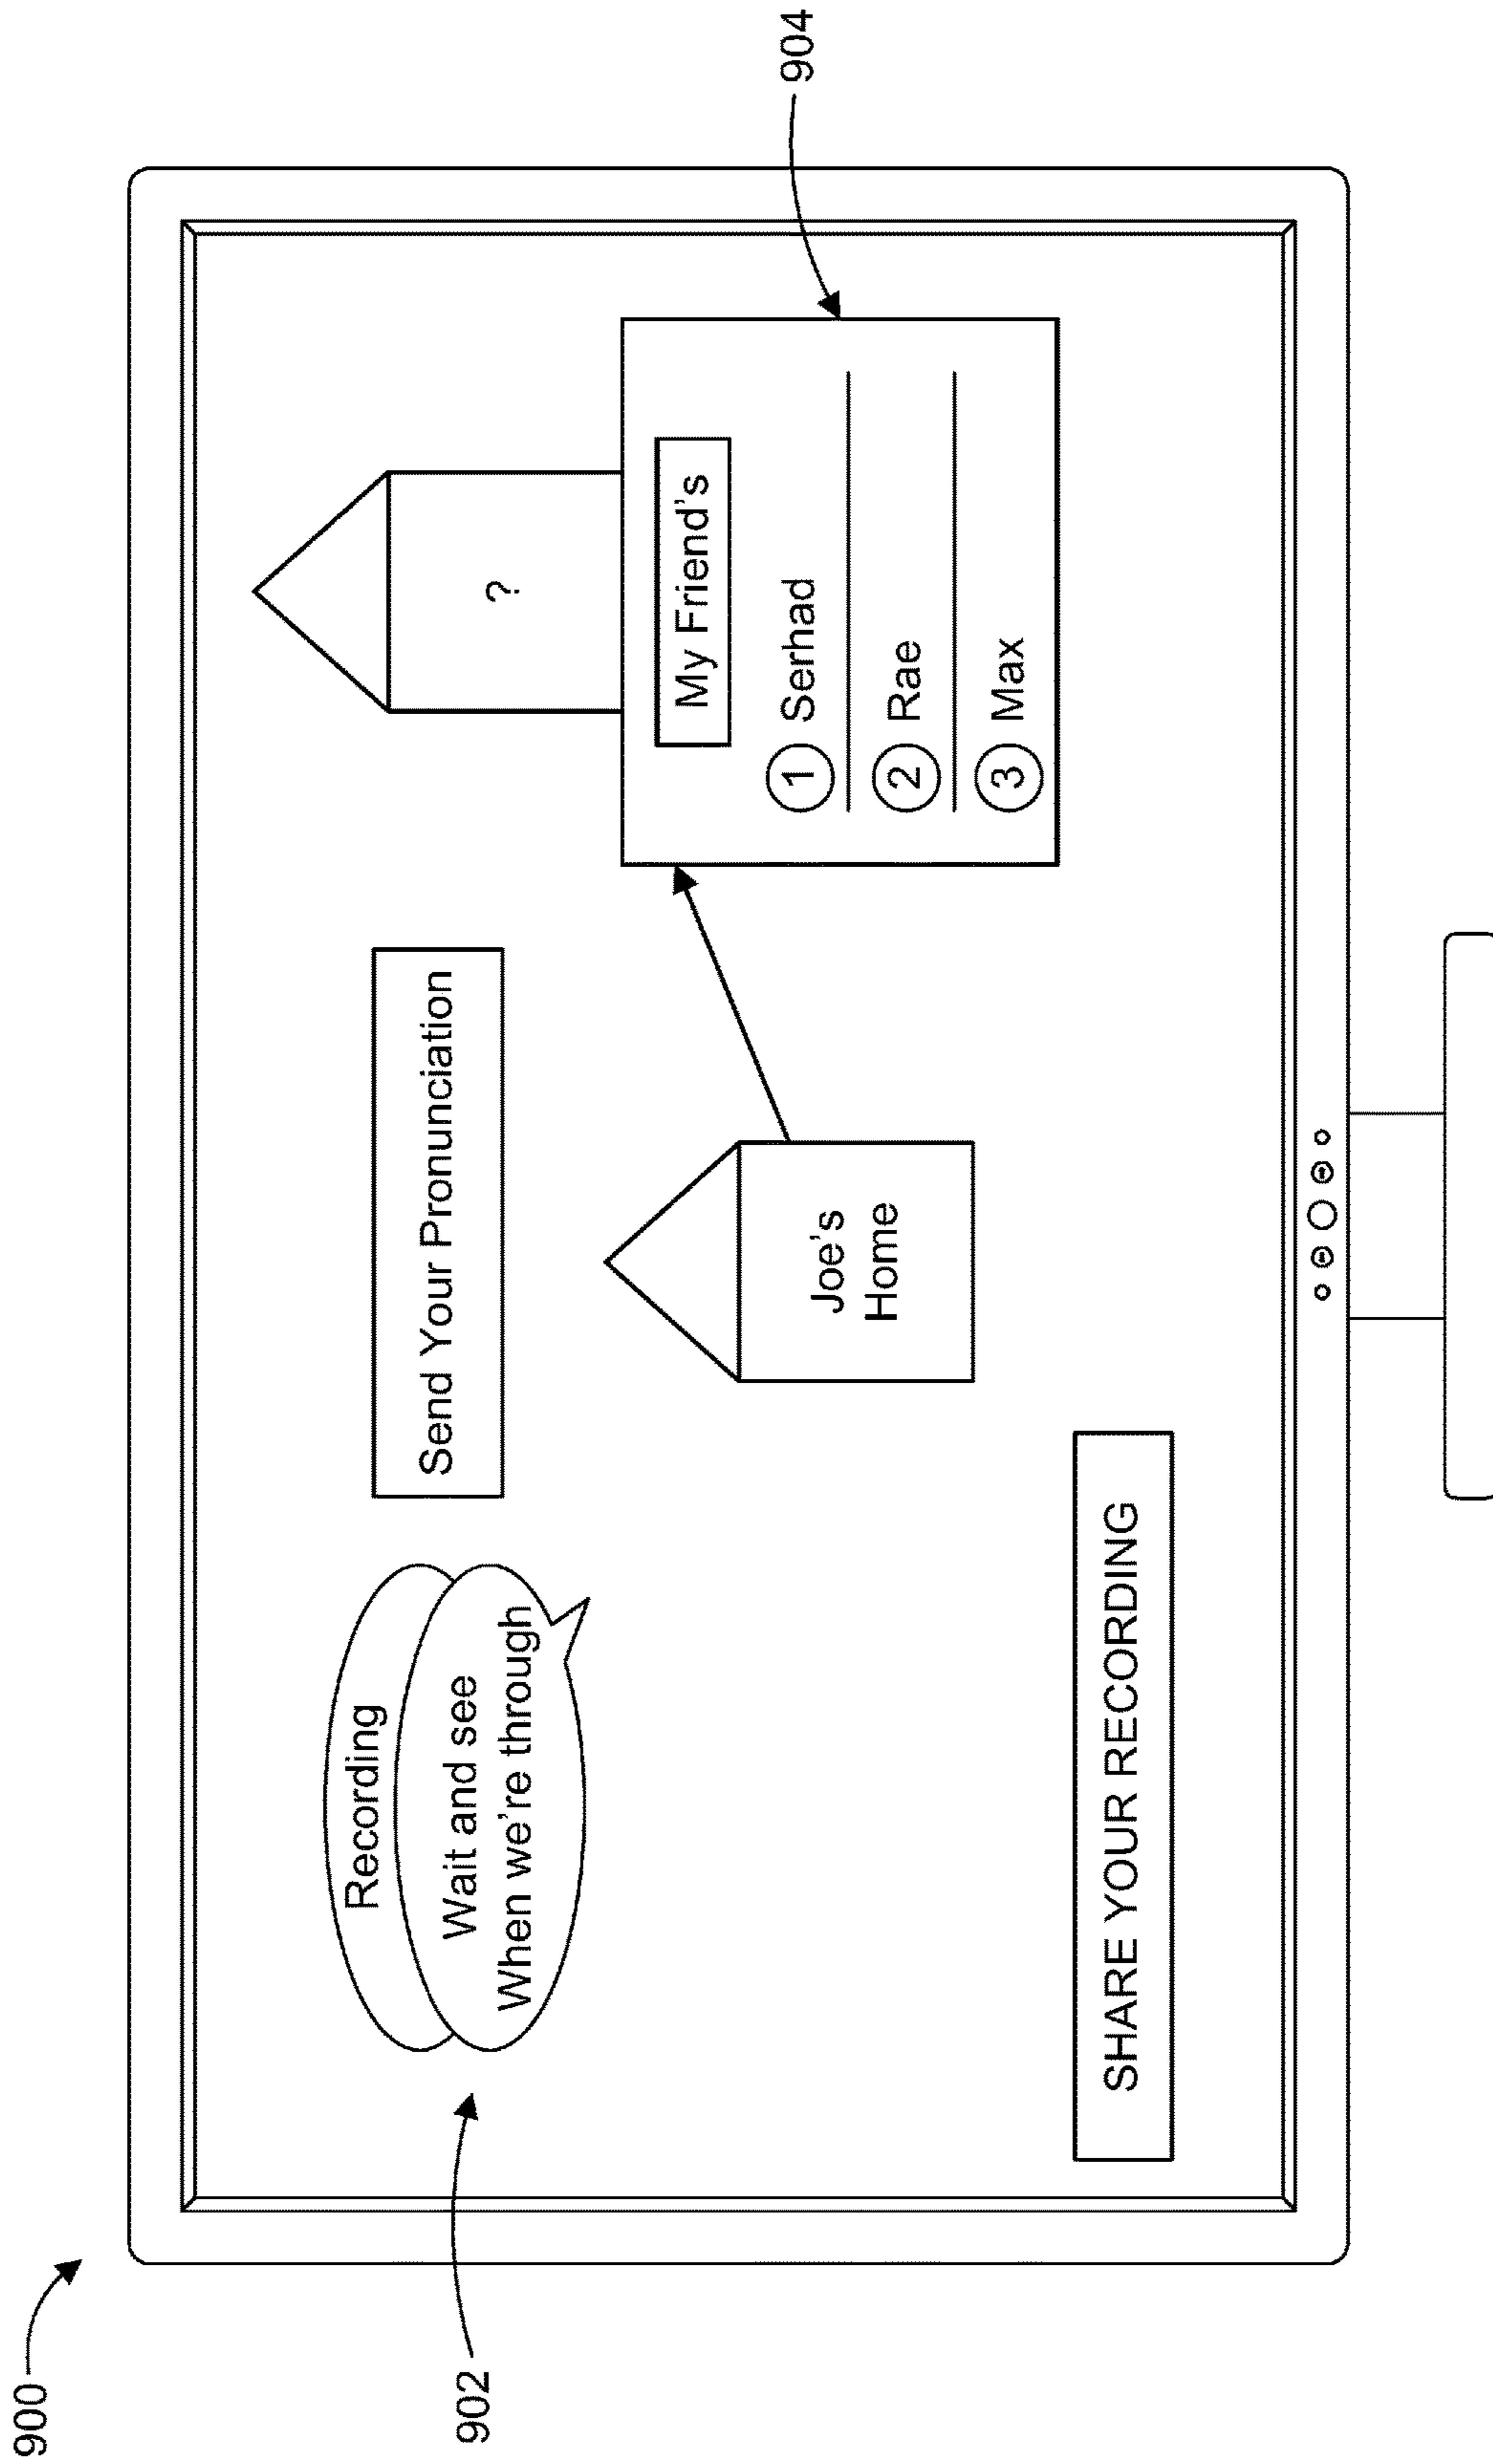 900
902
Recording
Wait and see
When we're through
Send Your Pronunciation
Joe's
Home
?
My Friend's
1 Serhad
2 Rae
3 Max
904
SHARE YOUR RECORDING